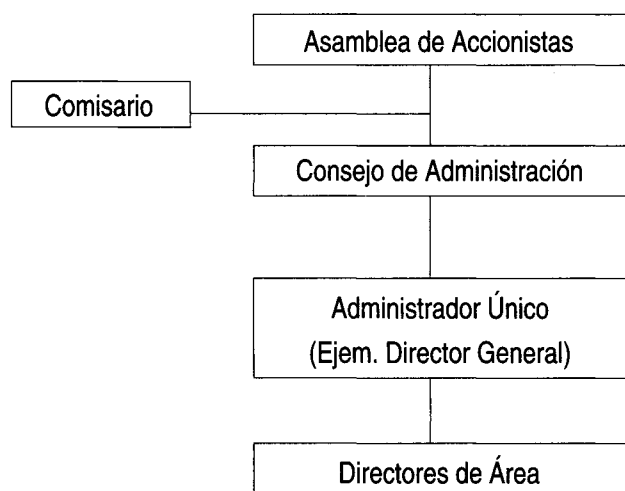 Asamblea de Accionistas
Comisario
Consejo de Administración
Administrador Único
(Ejem. Director General)
Directores de Área